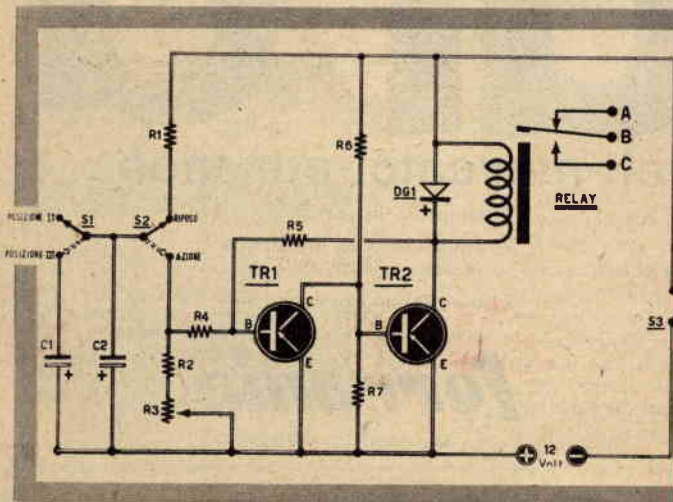 R1
R6
A
B
C
DG1
+
RELAY
POSIZIONE I
S1
S2
RIPOSO
POSIZIONE II
AZIONE
R5
TR1
TR2
C
C
R4
B
B
S3
C1
C2
R2
E
E
+
+
R3
R7
+ 12 -
Volt